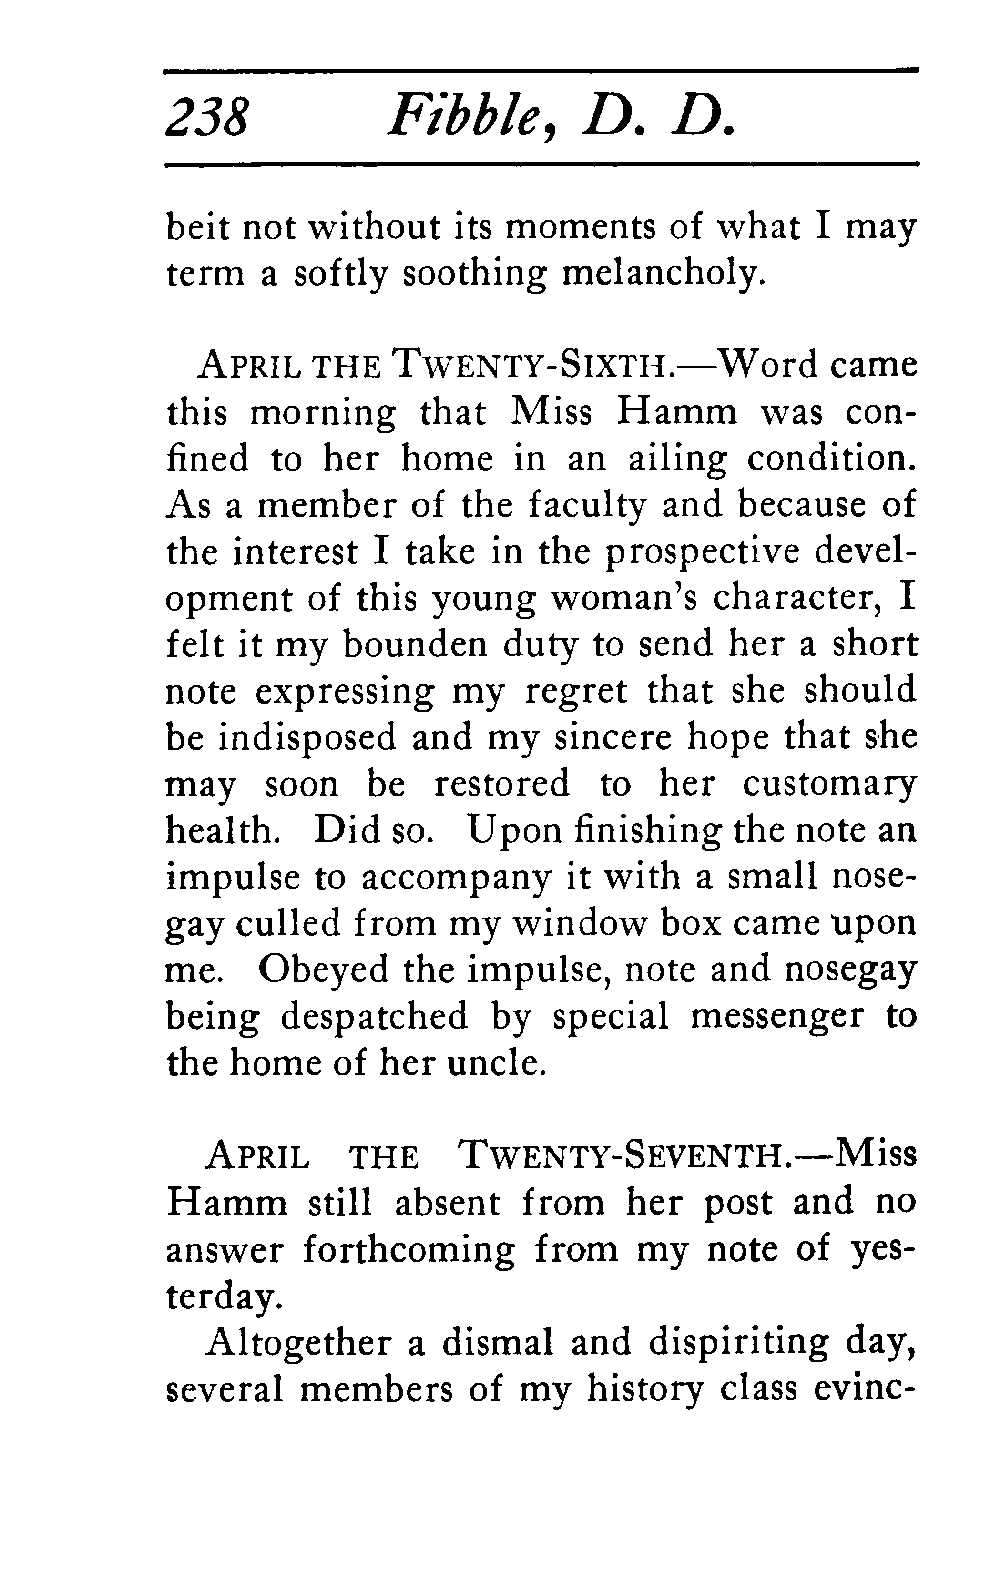 238 Fibble, D. D.
beit not without its moments of what I may
term a softly soothing melancholy.
April the Twenty-Sixth.—Word came
this morning that Miss Hamm was con-
fined to her home in an ailing condition.
As a member of the faculty and because of
the interest I take in the prospective devel-
opment of this young woman's character, I
felt it my bounden duty to send her a short
note expressing my regret that she should
be indisposed and my sincere hope that she
may soon be restored to her customary
health. Did so. Upon finishing the note an
impulse to accompany it with a small nose-
gay culled from my window box came upon
me. Obeyed the impulse, note and nosegay
being despatched by special messenger to
the home of her uncle.
April the Twenty-Seventh.—Miss
Hamm still absent from her post and no
answer forthcoming from my note of yes-
terday.
Altogether a dismal and dispiriting day,
several members of my history class evinc-